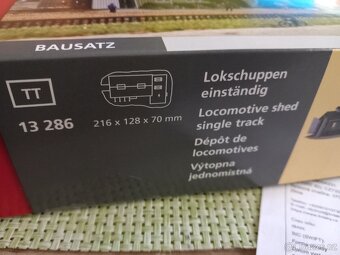 BAUSATZ
TT
13 286
216 x 128 x 70 mm
Lokschuppen
einständig
Locomotive shed
single track
Dépôt de
locomotives
Výtopna
jednomístná